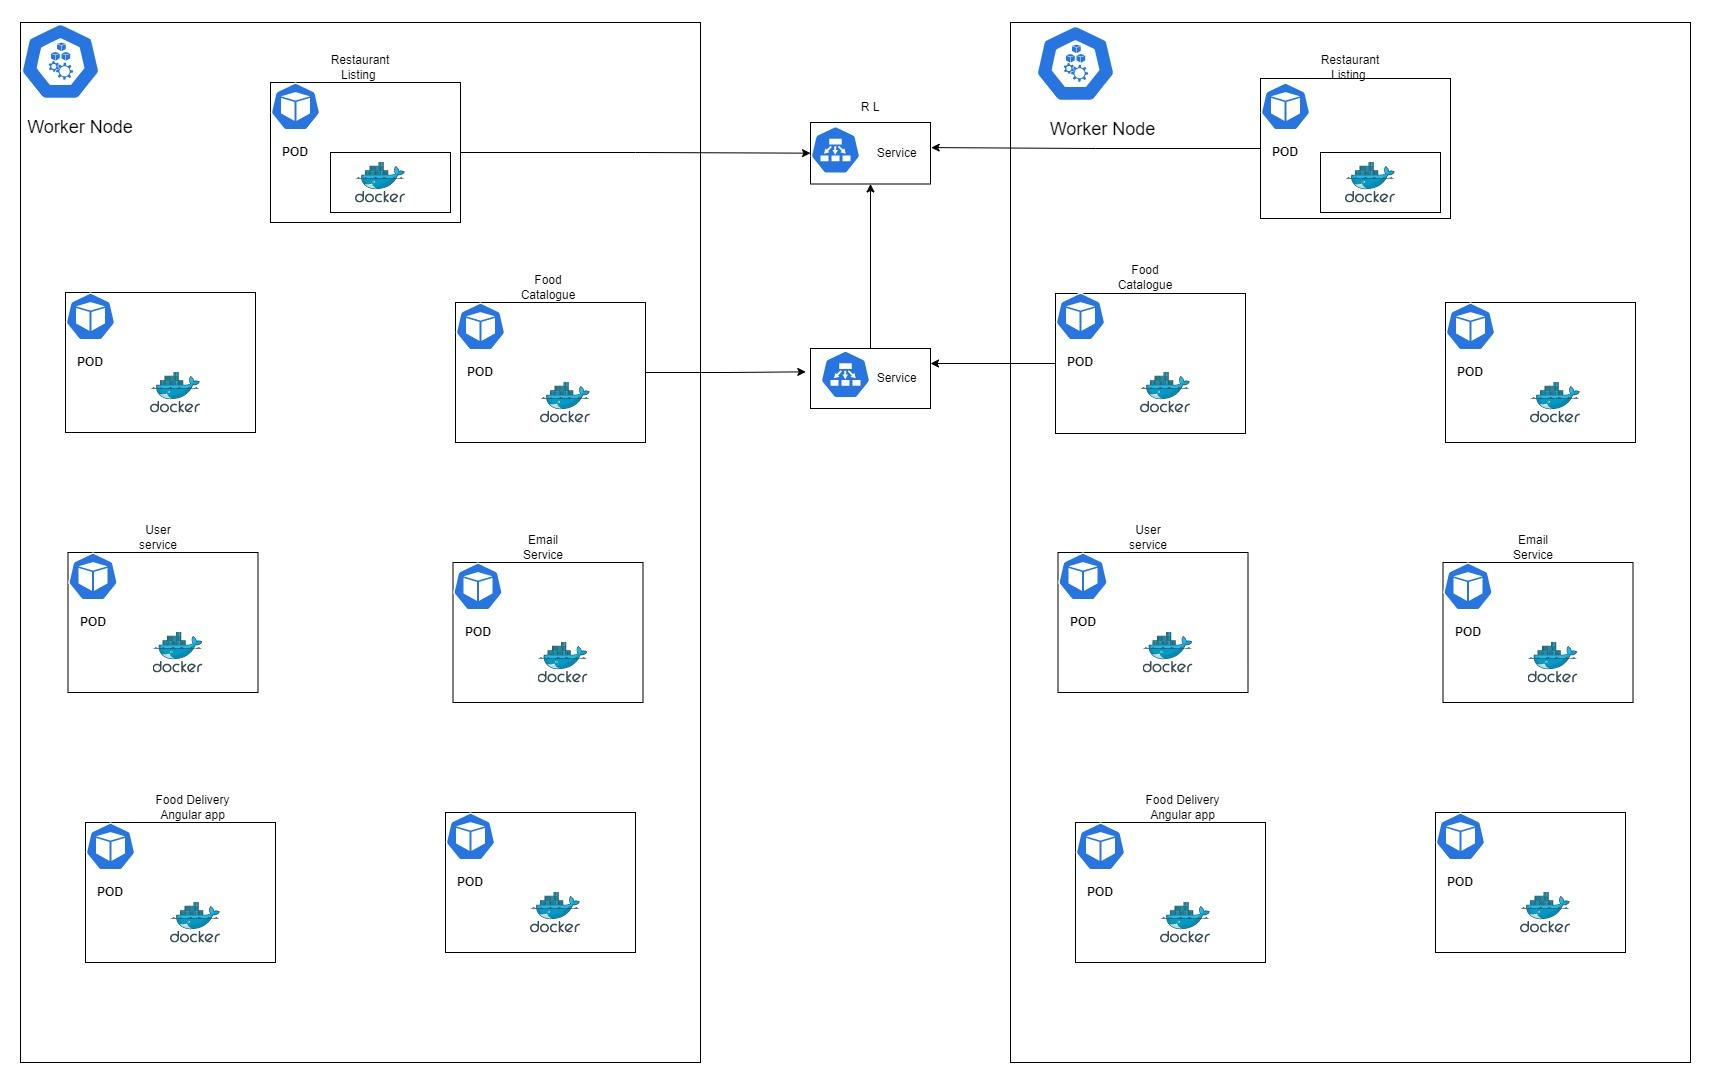 Restaurant
Listing
Worker Node
POD
docker
POD
docker
Food
Catalogue
POD
docker
User
service
POD
docker
Email
Service
POD
docker
Food Delivery
Angular app
POD
docker
POD
docker
R L
Service
Service
Restaurant
Listing
Worker Node
POD
docker
Food
Catalogue
POD
docker
POD
docker
User
service
POD
docker
Email
Service
POD
docker
Food Delivery
Angular app
POD
docker
POD
docker